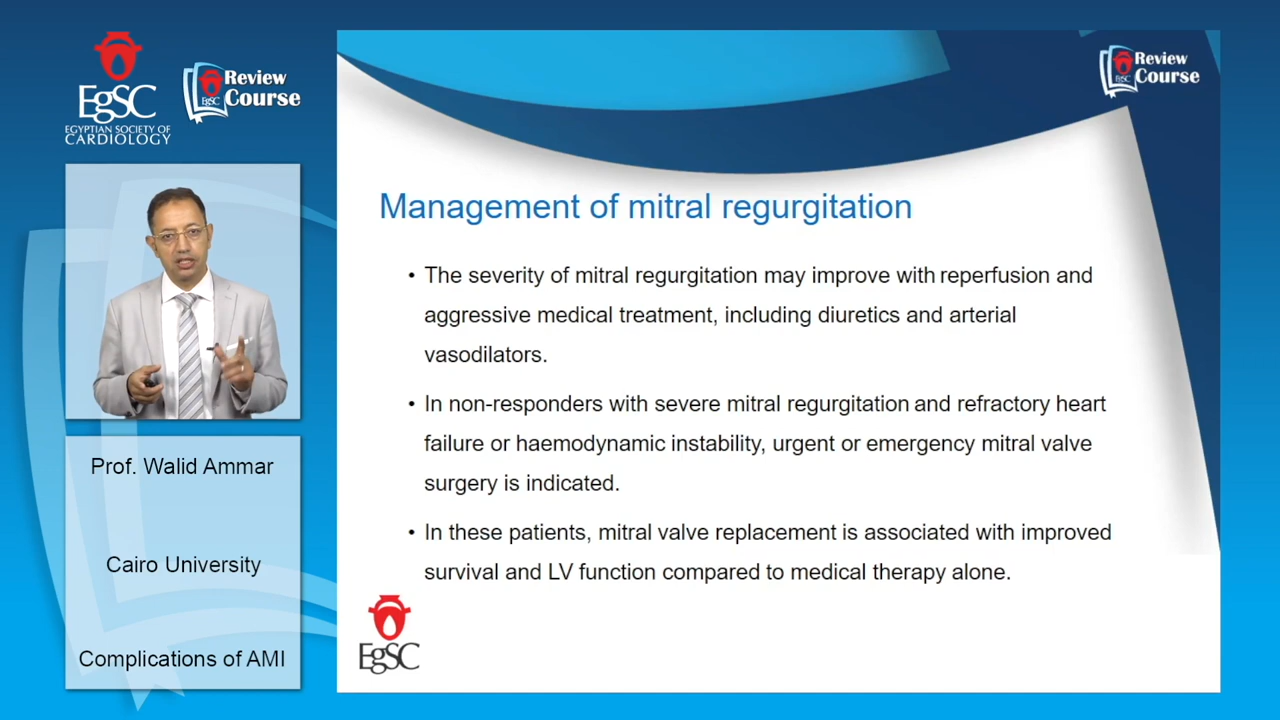 EgSC
EGYPTIAN SOCIETY OF
CARDIOLOGY
EgSC
Review
Course
Prof. Walid Ammar
Cairo University
Complications of AMI
EgSC
Review
Course
Management of mitral regurgitation
• The severity of mitral regurgitation may improve with reperfusion and
aggressive medical treatment, including diuretics and arterial
vasodilators.
• In non-responders with severe mitral regurgitation and refractory heart
failure or haemodynamic instability, urgent or emergency mitral valve
surgery is indicated.
• In these patients, mitral valve replacement is associated with improved
survival and LV function compared to medical therapy alone.
EgSC